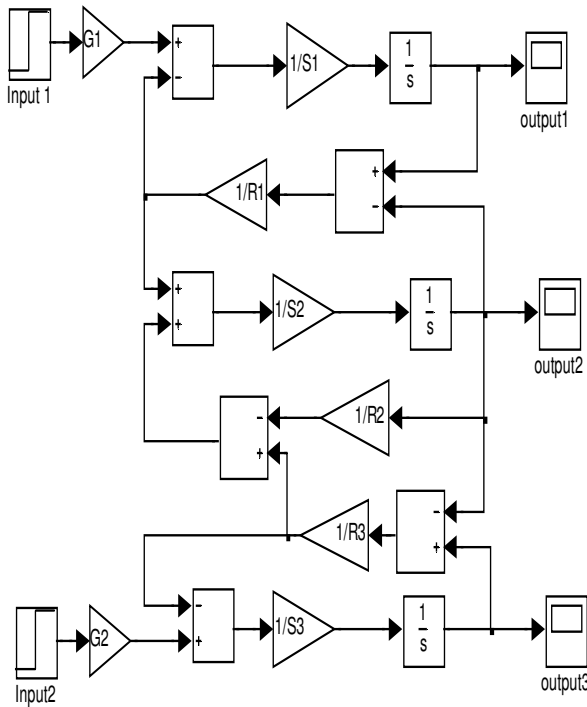 G1
+
−
1/S1
1
s
Input 1
output1
+
−
1/R1
+
+
1/S2
1
s
output2
−
+
1/R2
−
+
1/R3
−
+
1/S3
1
s
G2
Input2
output3